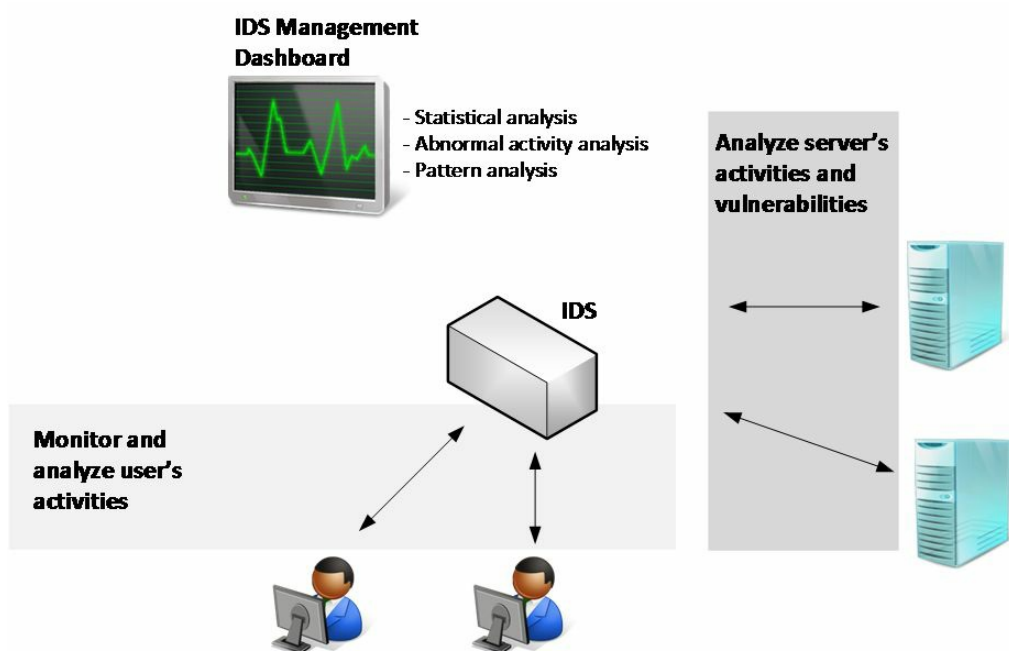 IDS Management
Dashboard
- Statistical analysis
- Abnormal activity analysis
- Pattern analysis
Analyze server's
activities and
vulnerabilities
IDS
Monitor and
analyze user's
activities